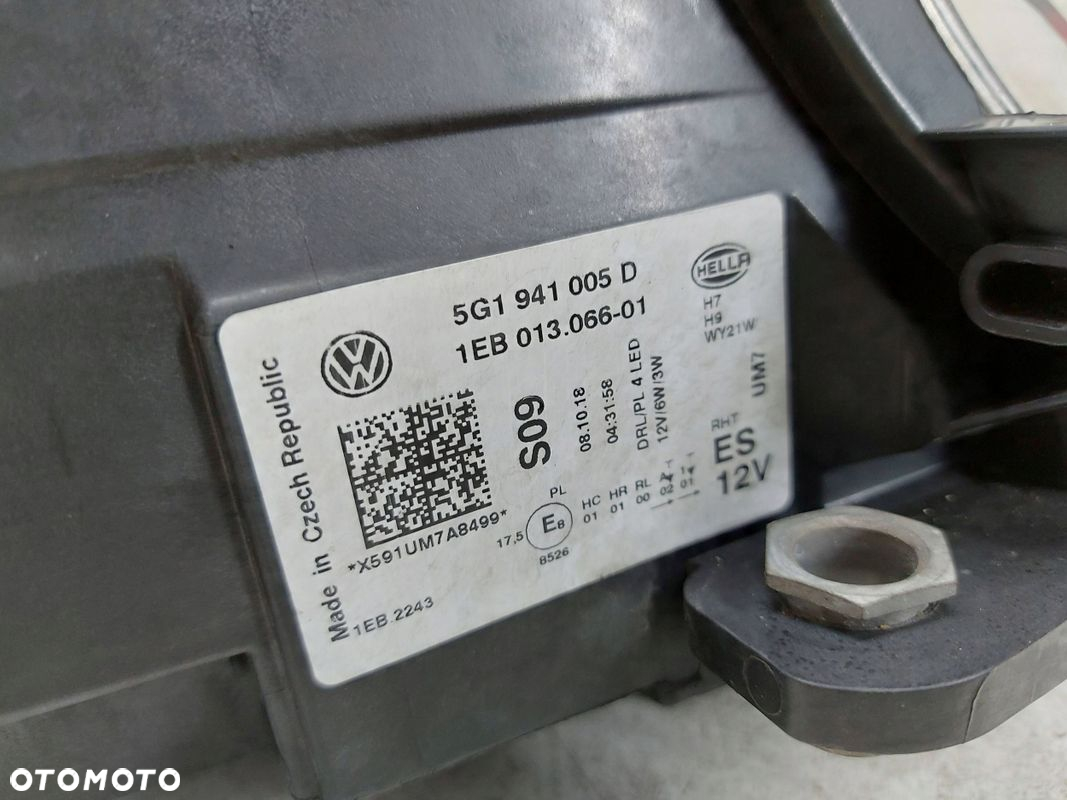 5G1 941 005 D
1EB 013.066-01
HELLA
H7
H9
WY21W
UM7
Made in Czech Republic
S09
08.10.18
04:31:58
DRL/PL 4 LED
12V/6W/3W
RHT
ES
12V
*X591UM7A8499*
PL
17,5
E8
8526
HC
01
HR
01
RL
00
02
01
1EB.2243
OTOMOTO